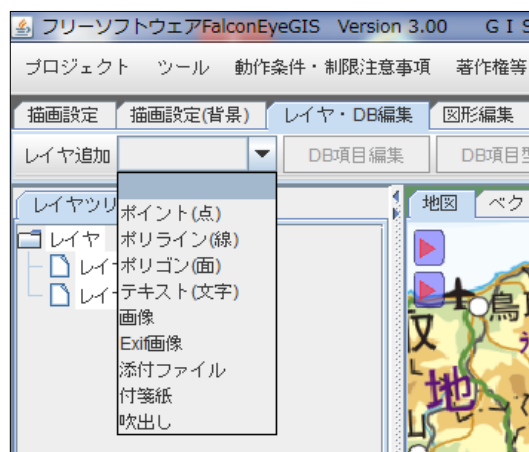 フリーソフトウェアFalconEyeGIS Version 3.00 GIS
プロジェクト ツール 動作条件・制限注意事項 著作権等
描画設定 描画設定(背景) レイヤ・DB編集 図形編集
レイヤ追加 DB項目編集 DB項目型
レイヤツリ
レイヤ
レイ
レイ
ポイント(点)
ポリライン(線)
ポリゴン(面)
テキスト(文字)
画像
Exif画像
添付ファイル
付箋紙
吹出し
地図 ベク
鳥取
地
山